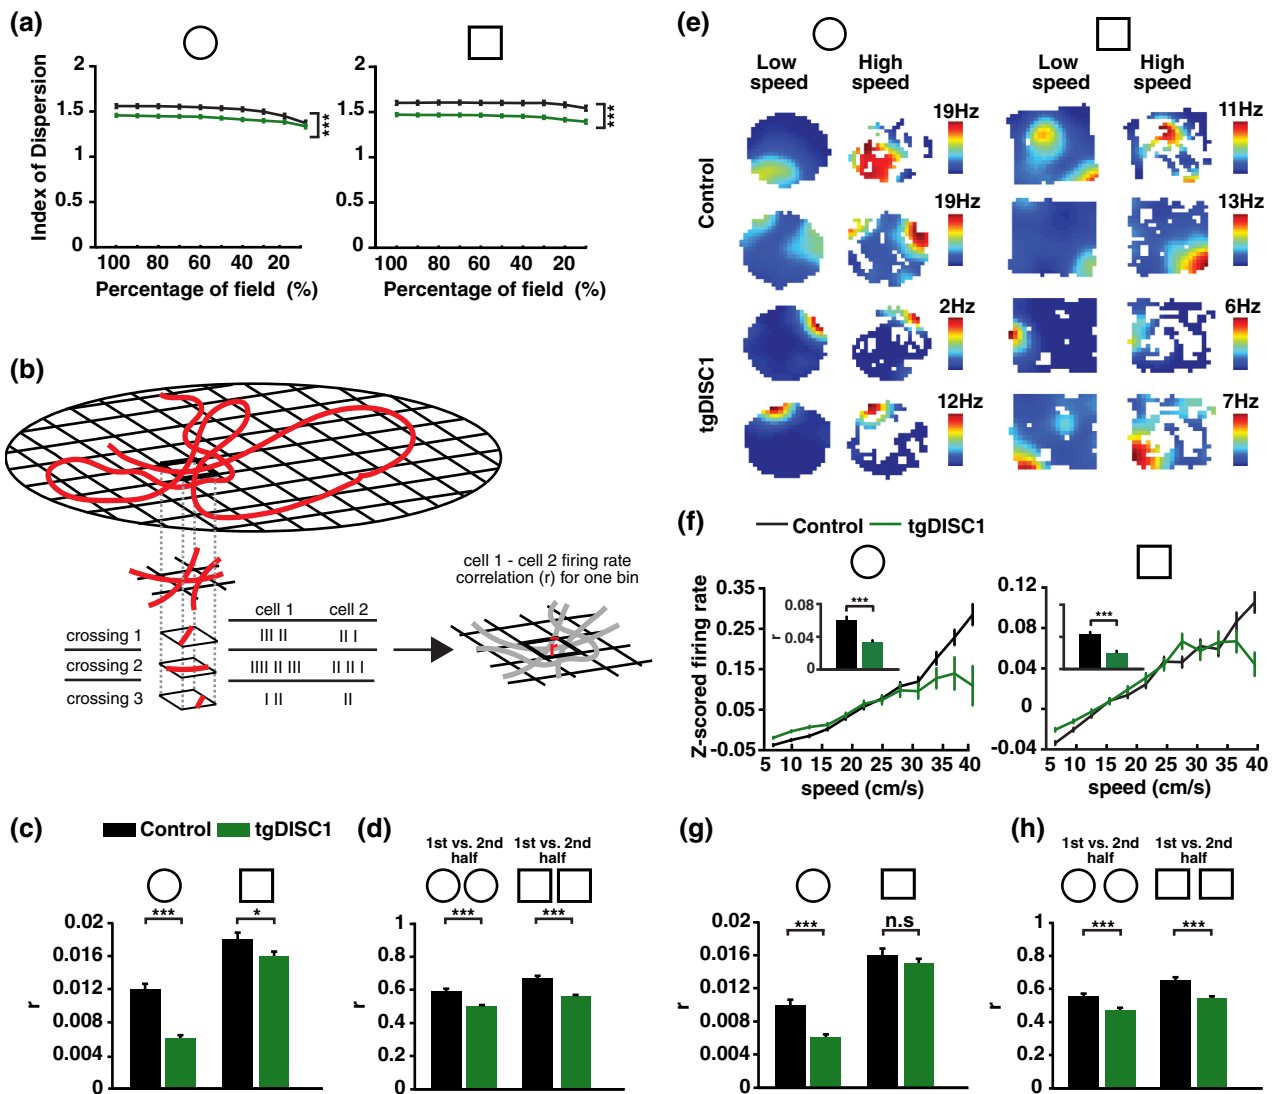 (a)
2
1.5
1
0.5
0
Index of Dispersion
***
100 80 60 40 20
Percentage of field (%)
2
1.5
1
0.5
0
***
100 80 60 40 20
Percentage of field (%)
(b)
cell 1 cell 2
crossing 1 III II II I
crossing 2 IIII II III II II I
crossing 3 I II II
cell 1 - cell 2 firing rate
correlation (r) for one bin
r
(c)
Control tgDISC1
*** *
0.02
0.016
0.012
0.008
0.004
0
r
(d)
1st vs. 2nd
half
1st vs. 2nd
half
*** ***
1
0.8
0.6
0.4
0.2
0
r
(e)
Low
speed
High
speed
Low
speed
High
speed
Control
19Hz 11Hz
19Hz 13Hz
tgDISC1
2Hz 6Hz
12Hz 7Hz
(f)
Control tgDISC1
Z-scored firing rate
0.35
0.25
0.15
0.05
-0.05
0.08
0.04
0
r
***
5 10 15 20 25 30 35 40
speed (cm/s)
0.12
0.08
0.04
0
-0.04
***
5 10 15 20 25 30 35 40
speed (cm/s)
(g)
*** n.s
0.02
0.016
0.012
0.008
0.004
0
r
(h)
1st vs. 2nd
half
1st vs. 2nd
half
*** ***
1
0.8
0.6
0.4
0.2
0
r